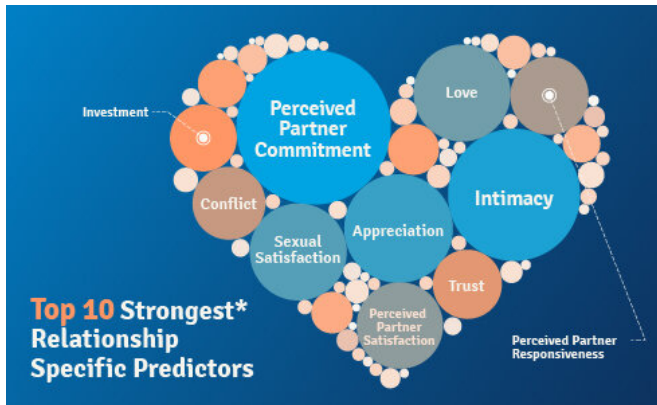 Perceived
Partner
Commitment
Love
Investment
Conflict
Intimacy
Sexual
Satisfaction
Appreciation
Trust
Perceived
Partner
Satisfaction
Top 10 Strongest*
Relationship
Specific Predictors
Perceived Partner
Responsiveness